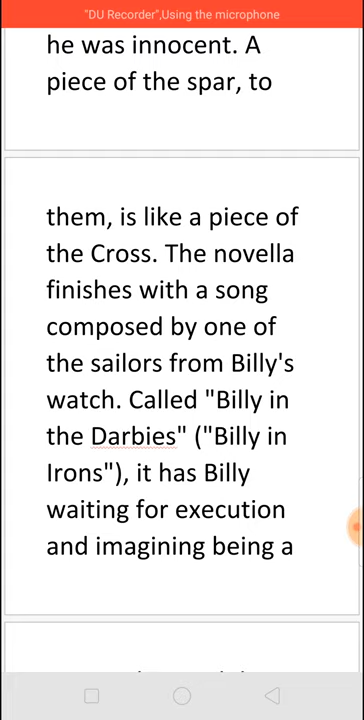 "DU Recorder",Using the microphone
he was innocent. A
piece of the spar, to
them, is like a piece of
the Cross. The novella
finishes with a song
composed by one of
the sailors from Billy's
watch. Called "Billy in
the Darbies" ("Billy in
Irons"), it has Billy
waiting for execution
and imagining being a